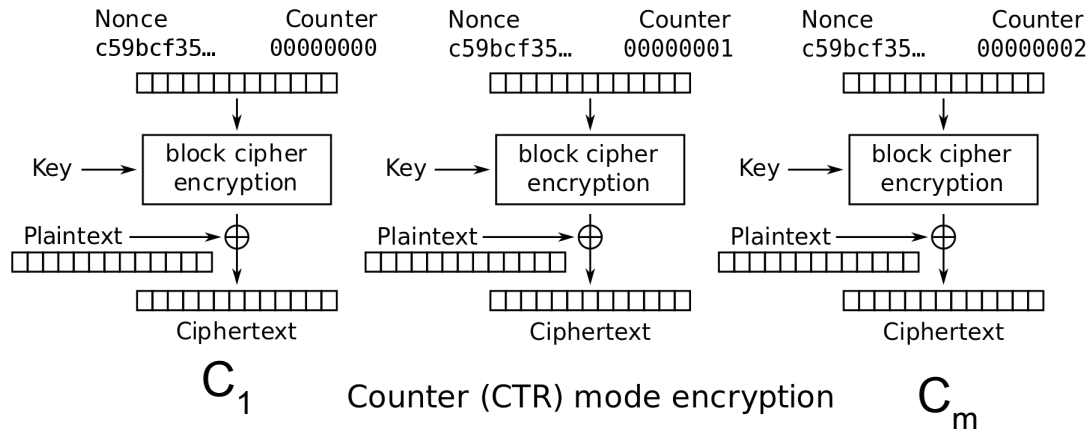 Nonce Counter Nonce Counter Nonce Counter
c59bcf35… 00000000 c59bcf35… 00000001 c59bcf35… 00000002
block cipher block cipher block cipher
Key encryption Key encryption Key encryption
Plaintext Plaintext Plaintext
Ciphertext Ciphertext Ciphertext
C1 Counter (CTR) mode encryption Cm